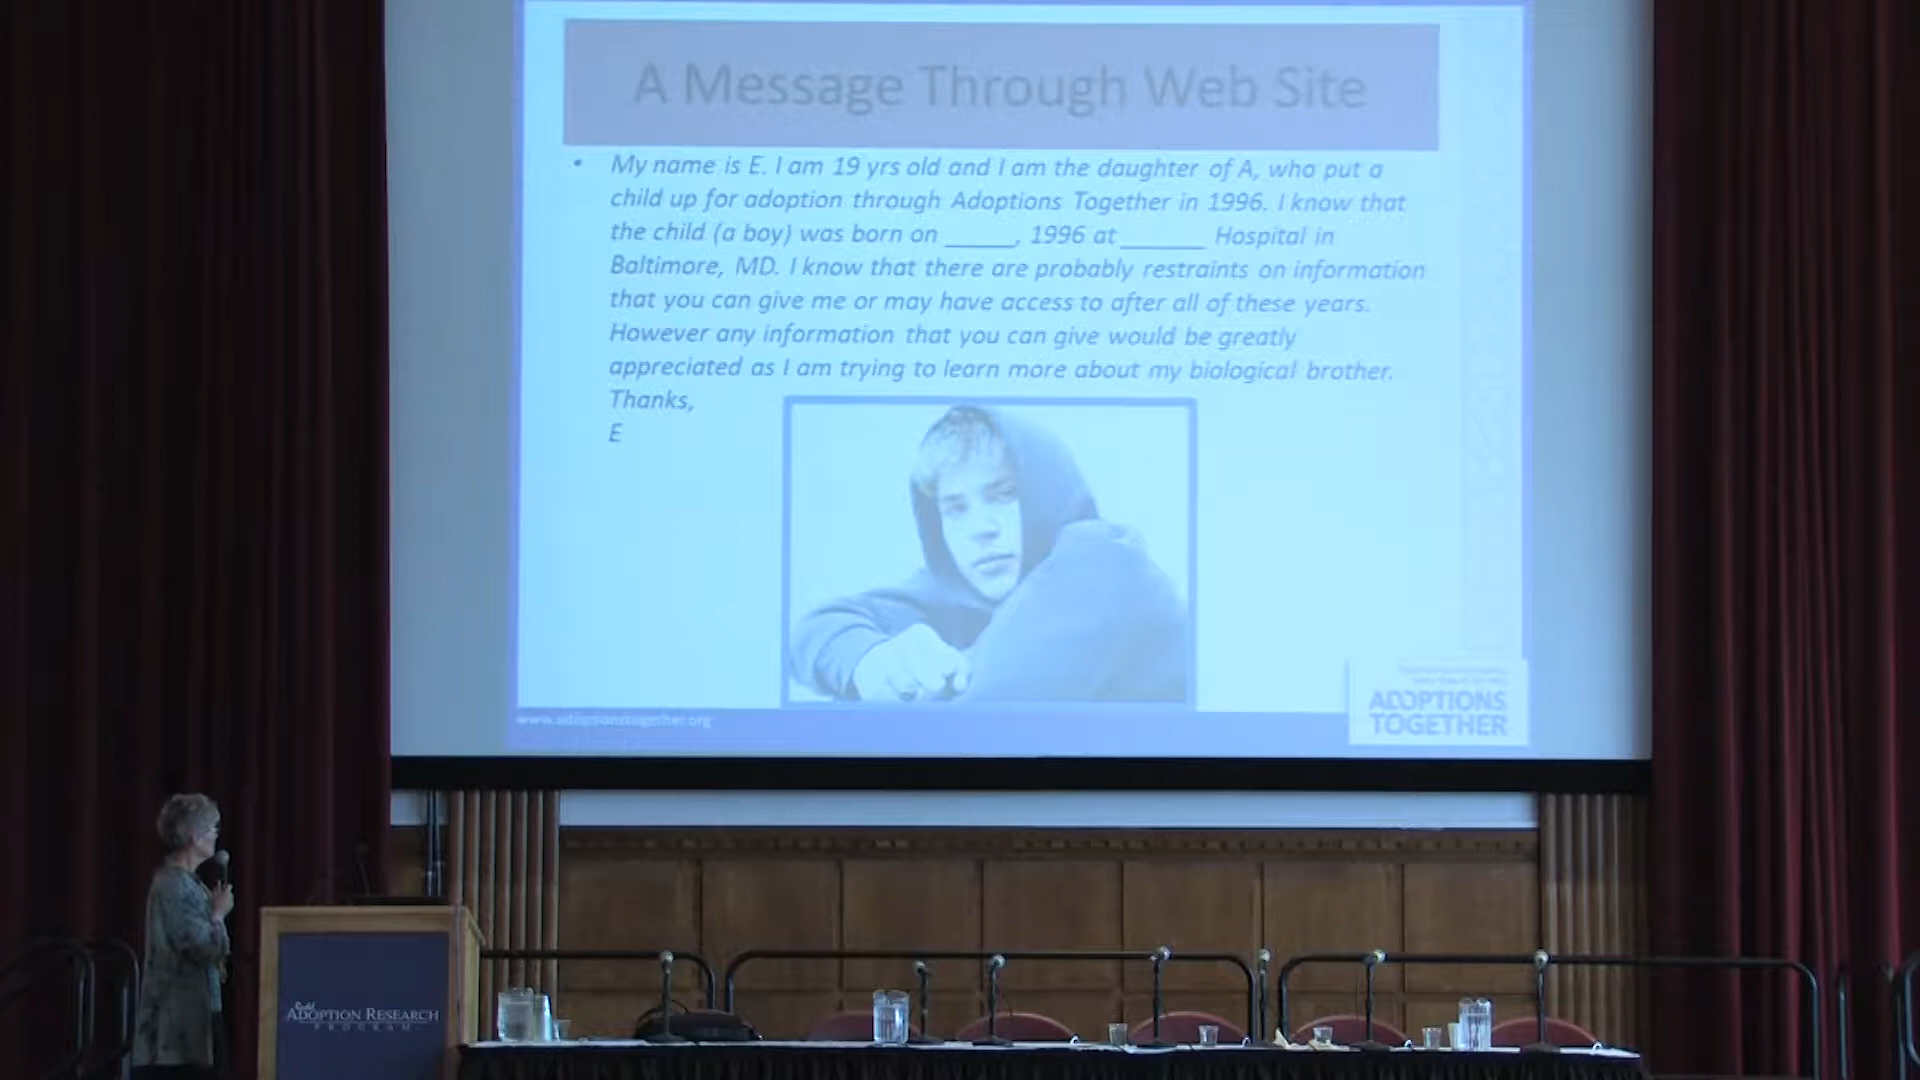 A Message Through Web Site
• My name is E. I am 19 yrs old and I am the daughter of A, who put a
child up for adoption through Adoptions Together in 1996. I know that
the child (a boy) was born on _____, 1996 at ______ Hospital in
Baltimore, MD. I know that there are probably restraints on information
that you can give me or may have access to after all of these years.
However any information that you can give would be greatly
appreciated as I am trying to learn more about my biological brother.
Thanks,
E
www.adoptionstogether.org
ADOPTIONS
TOGETHER
Rudd
ADOPTION RESEARCH
PROGRAM